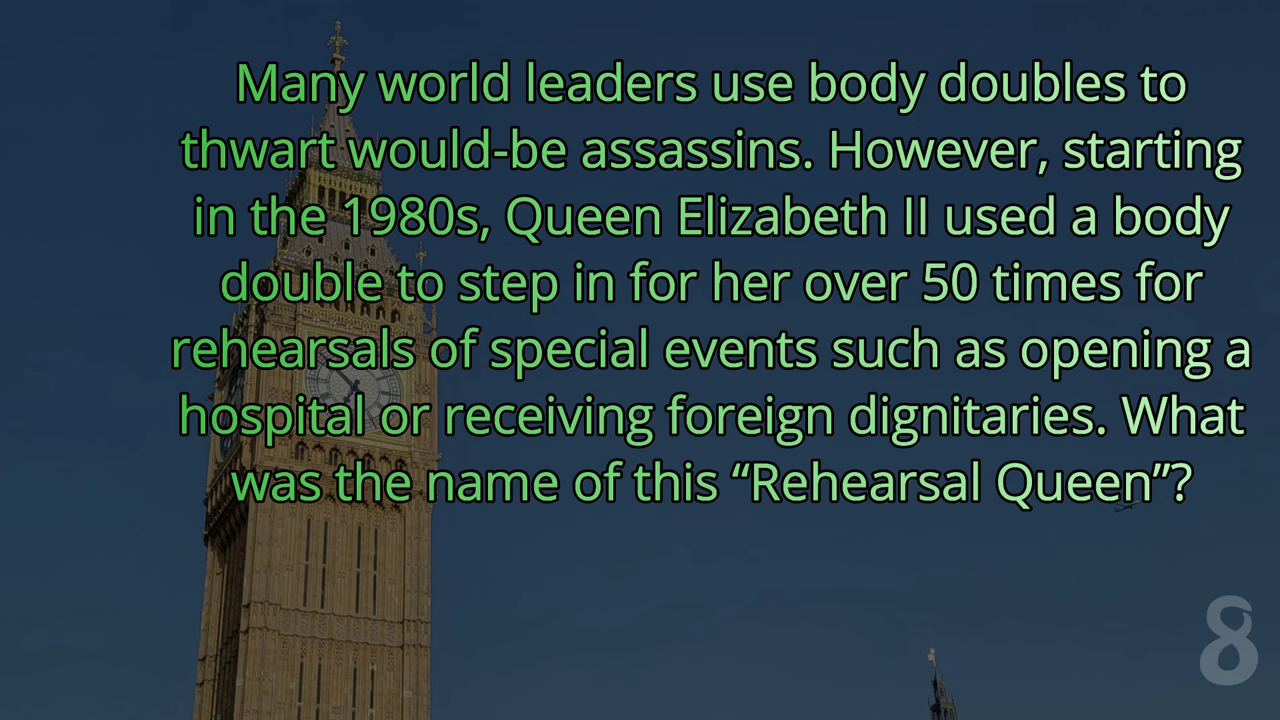 Many world leaders use body doubles to
thwart would-be assassins. However, starting
in the 1980s, Queen Elizabeth II used a body
double to step in for her over 50 times for
rehearsals of special events such as opening a
hospital or receiving foreign dignitaries. What
was the name of this “Rehearsal Queen”?
8